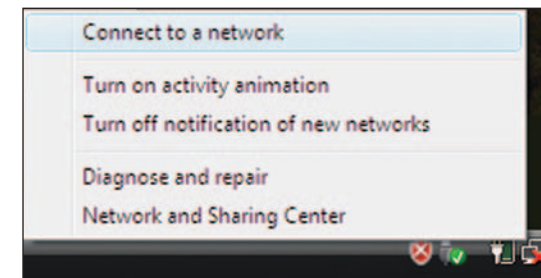 Connect to a network
Turn on activity animation
Turn off notification of new networks
Diagnose and repair
Network and Sharing Center